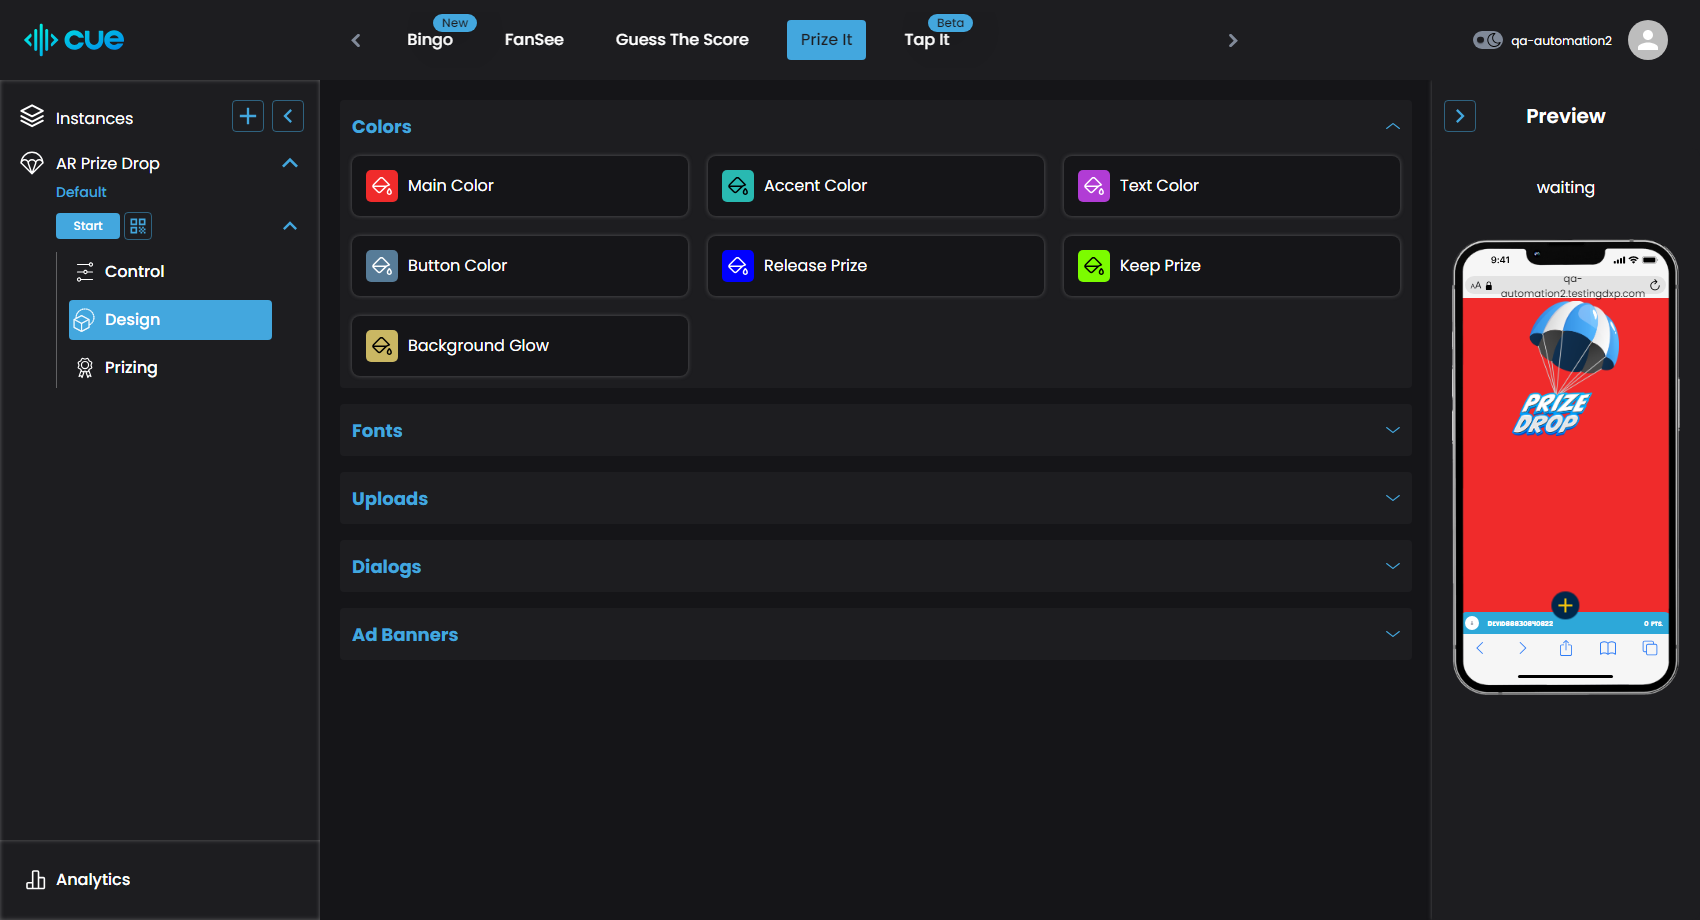 cue
New
Bingo
FanSee
Guess The Score
Prize It
Beta
Tap It
qa-automation2
Instances
AR Prize Drop
Default
Start
Control
Design
Prizing
Analytics
Colors
Main Color
Accent Color
Text Color
Button Color
Release Prize
Keep Prize
Background Glow
Fonts
Uploads
Dialogs
Ad Banners
Preview
waiting
9:41
AA
qa-
automation2.testingdxp.com
PRIZE
DROP
0 PTS.